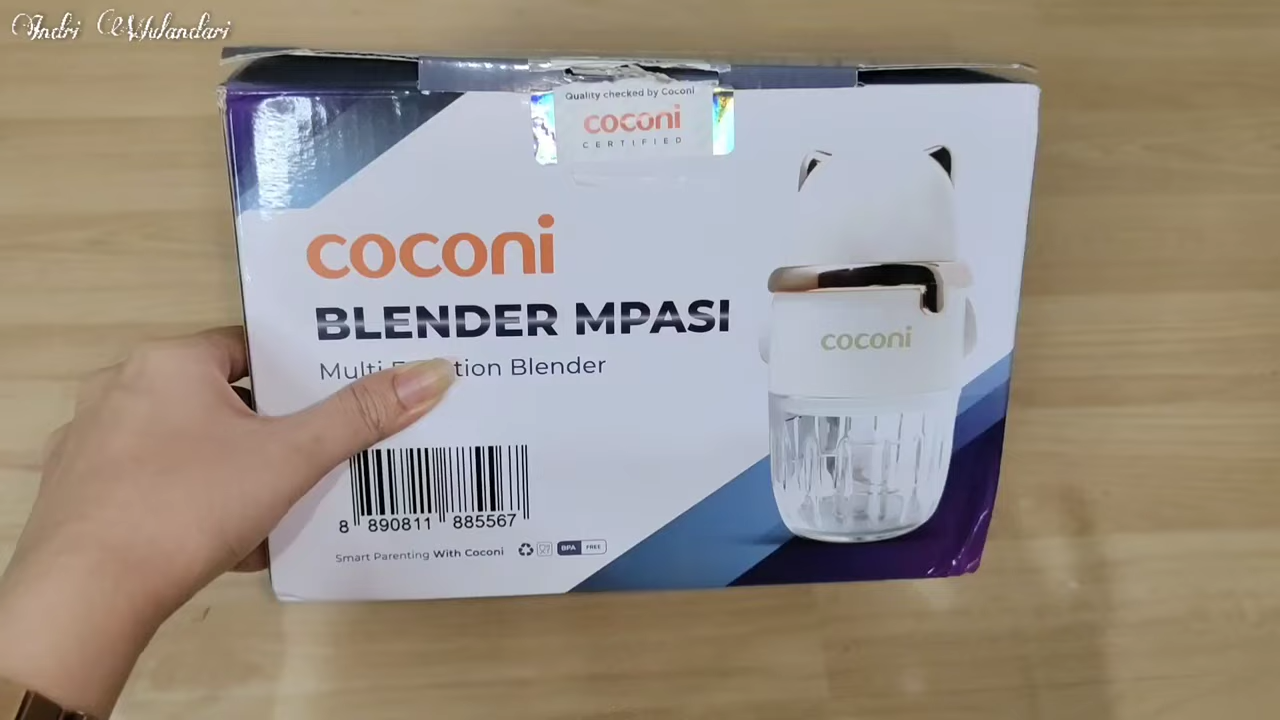 Indri Wulandari
Quality checked by Coconi
coconi
CERTIFIED
coconi
BLENDER MPASI
Multi Blender
coconi
8 890811 885567
Smart Parenting With Coconi
BPA FREE